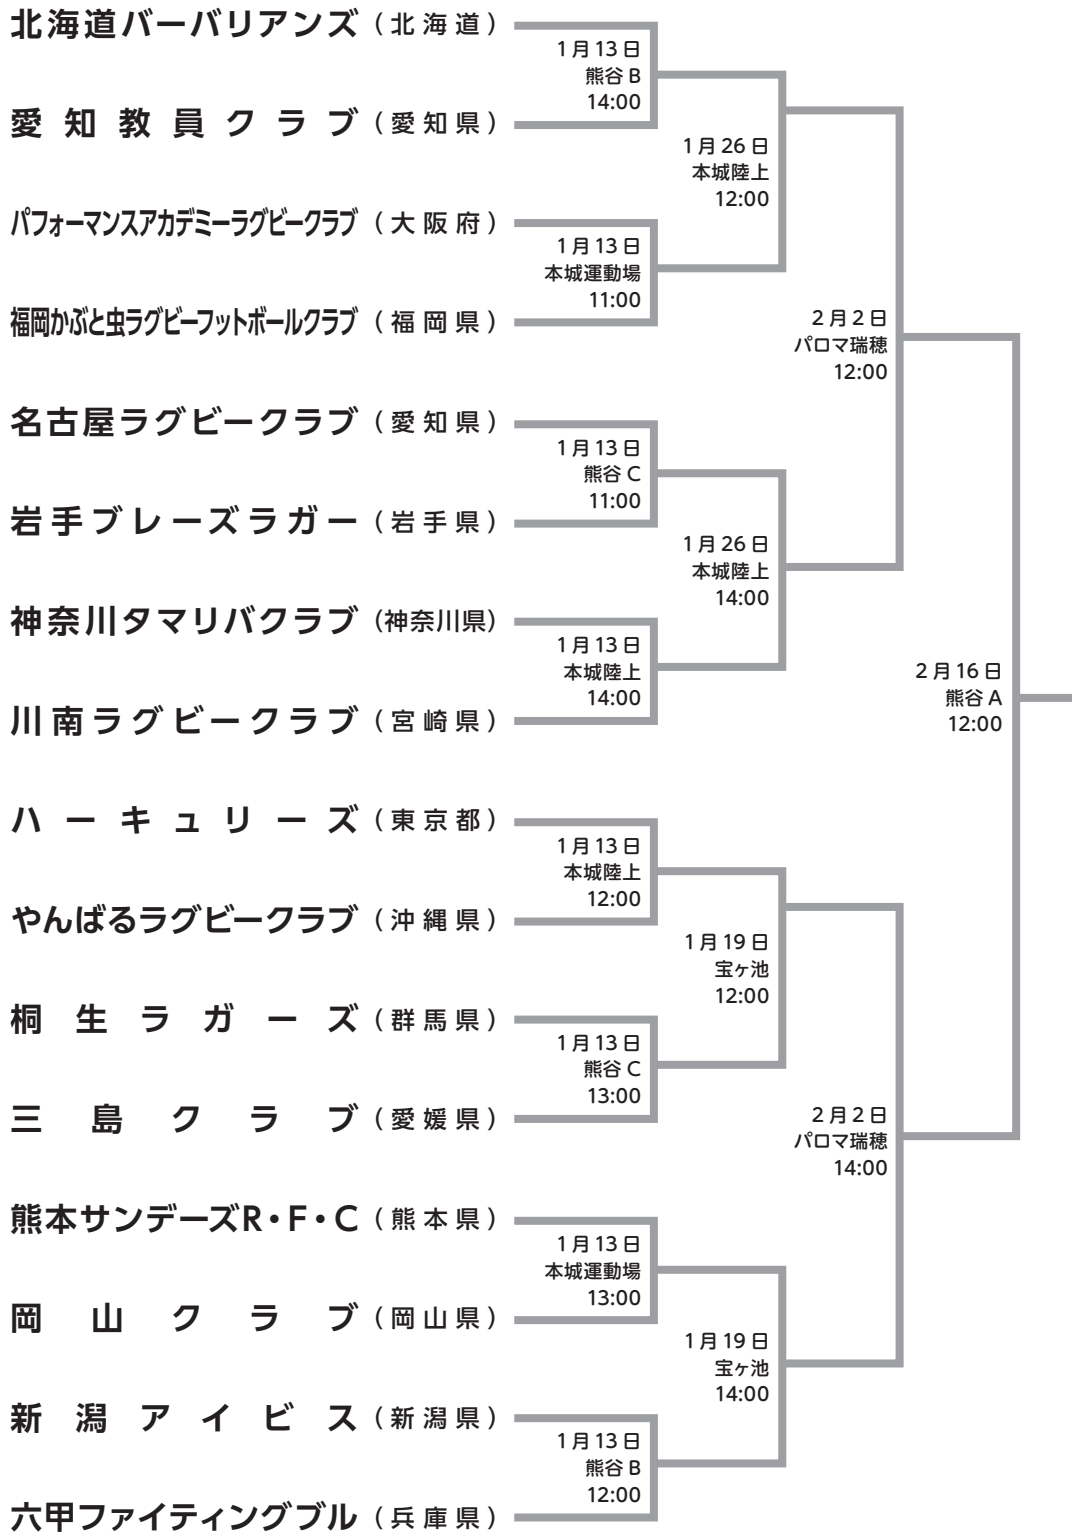 北海道バーバリアンズ（北海道）
1月13日
熊谷 B
14:00
愛知教員クラブ（愛知県）
1月26日
本城陸上
12:00
パフォーマンスアカデミーラグビークラブ（大阪府）
1月13日
本城運動場
11:00
福岡かぶと虫ラグビーフットボールクラブ（福岡県）
2月2日
パロマ瑞穂
12:00
名古屋ラグビークラブ（愛知県）
1月13日
熊谷 C
11:00
岩手ブレーズラガー（岩手県）
1月26日
本城陸上
14:00
神奈川タマリバクラブ（神奈川県）
1月13日
本城陸上
14:00
川南ラグビークラブ（宮崎県）
2月16日
熊谷 A
12:00
ハーキュリーズ（東京都）
1月13日
本城陸上
12:00
やんばるラグビークラブ（沖縄県）
1月19日
宝ヶ池
12:00
桐生ラガーズ（群馬県）
1月13日
熊谷 C
13:00
三島クラブ（愛媛県）
2月2日
パロマ瑞穂
14:00
熊本サンデーズR・F・C（熊本県）
1月13日
本城運動場
13:00
岡山クラブ（岡山県）
1月19日
宝ヶ池
14:00
新潟アイビス（新潟県）
1月13日
熊谷 B
12:00
六甲ファイティングブル（兵庫県）